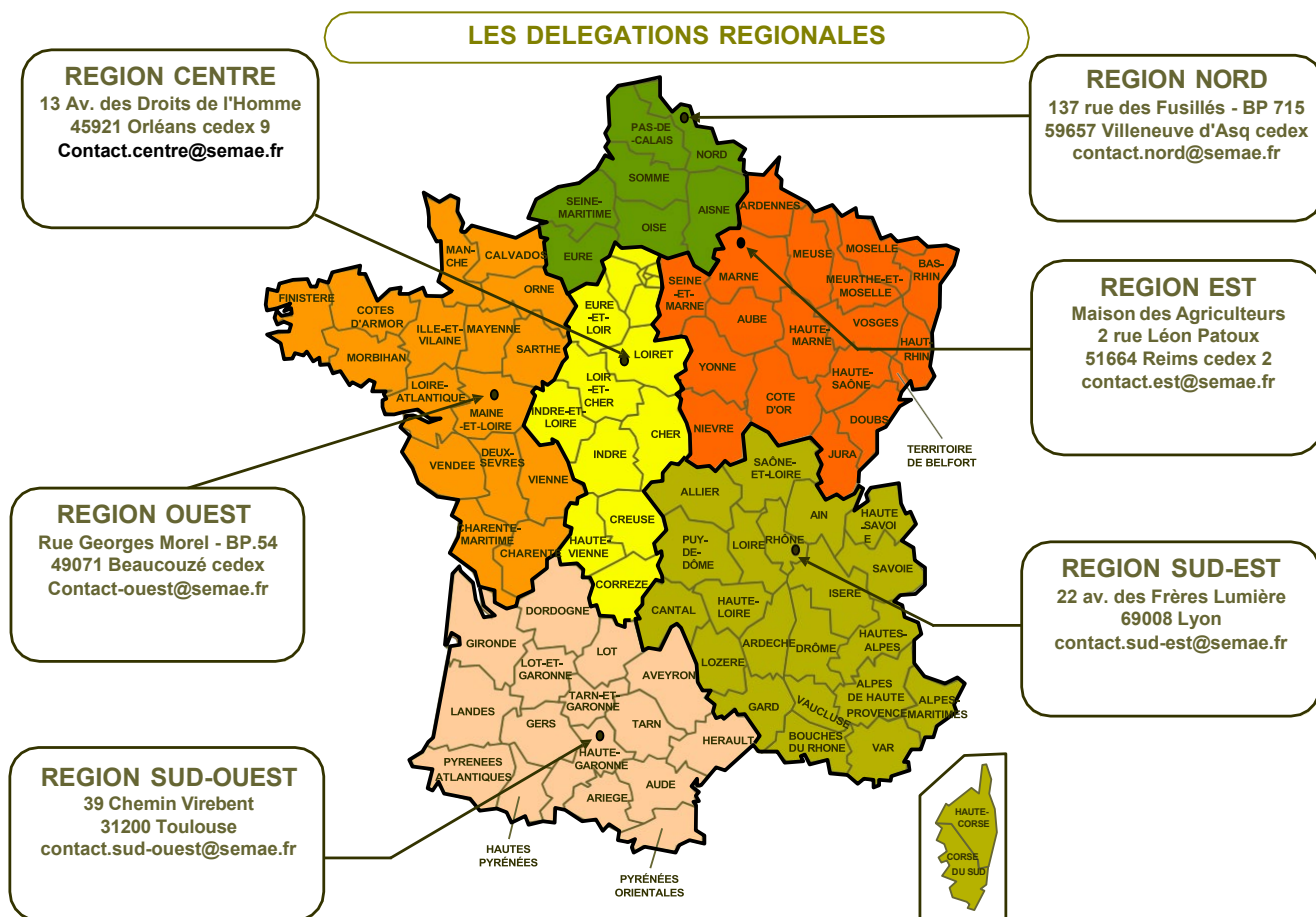 LES DELEGATIONS REGIONALES
REGION CENTRE
13 Av. des Droits de l'Homme
45921 Orléans cedex 9
Contact.centre@semae.fr
REGION NORD
137 rue des Fusillés - BP 715
59657 Villeneuve d'Asq cedex
contact.nord@semae.fr
REGION EST
Maison des Agriculteurs
2 rue Léon Patoux
51664 Reims cedex 2
contact.est@semae.fr
REGION OUEST
Rue Georges Morel - BP.54
49071 Beaucouzé cedex
Contact-ouest@semae.fr
REGION SUD-EST
22 av. des Frères Lumière
69008 Lyon
contact.sud-est@semae.fr
REGION SUD-OUEST
39 Chemin Virebent
31200 Toulouse
contact.sud-ouest@semae.fr
PAS-DE
-CALAIS
NORD
SOMME
SEINE-
MARITIME
AISNE
OISE
EURE
ARDENNES
MEUSE
MOSELLE
BAS-
RHIN
MARNE
SEINE
-ET-
MARNE
MEURTHE-ET-
MOSELLE
AUBE
HAUTE-
MARNE
VOSGES
HAUT-
RHIN
YONNE
HAUTE-
SAÔNE
COTE
D'OR
DOUBS
NIEVRE
JURA
TERRITOIRE
DE BELFORT
MAN-
CHE
CALVADOS
ORNE
FINISTERE
COTES
D'ARMOR
ILLE-ET-
VILAINE
MAYENNE
MORBIHAN
SARTHE
LOIRE-
ATLANTIQUE
MAINE
-ET-LOIRE
VENDEE
DEUX-
SEVRES
VIENNE
CHARENTE-
MARITIME
CHARENTE
EURE
-ET-
LOIR
LOIRET
LOIR
-ET-
CHER
INDRE-ET-
LOIRE
CHER
INDRE
CREUSE
HAUTE-
VIENNE
CORREZE
SAÔNE-
ET-LOIRE
ALLIER
AIN
HAUTE
SAVOI
E
PUY-
DE-
DÔME
LOIRE
RHÔNE
SAVOIE
ISERE
CANTAL
HAUTE-
LOIRE
ARDECHE
DRÔME
HAUTES-
ALPES
LOZERE
ALPES
DE HAUTE
PROVENCE
ALPES-
MARITIMES
GARD
VAUCLUSE
BOUCHES
DU RHONE
VAR
DORDOGNE
GIRONDE
LOT
LOT-ET-
GARONNE
AVEYRON
TARN-ET-
GARONNE
LANDES
GERS
TARN
HERAULT
HAUTE-
GARONNE
PYRENEES
ATLANTIQUES
AUDE
ARIEGE
HAUTES
PYRÉNÉES
PYRÉNÉES
ORIENTALES
HAUTE-
CORSE
CORSE
DU SUD